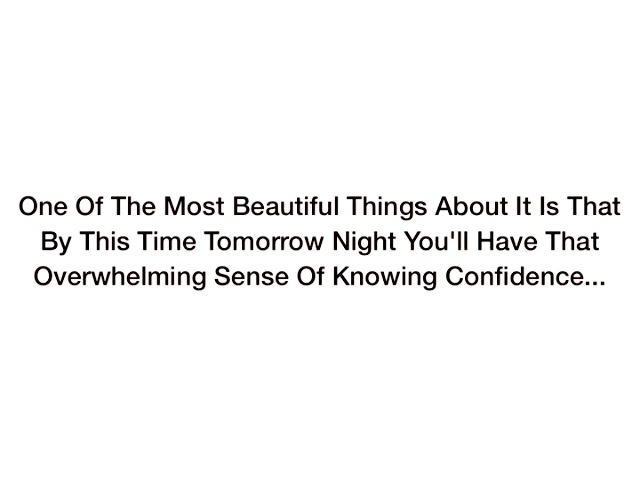 One Of The Most Beautiful Things About It Is That
By This Time Tomorrow Night You'll Have That
Overwhelming Sense Of Knowing Confidence...